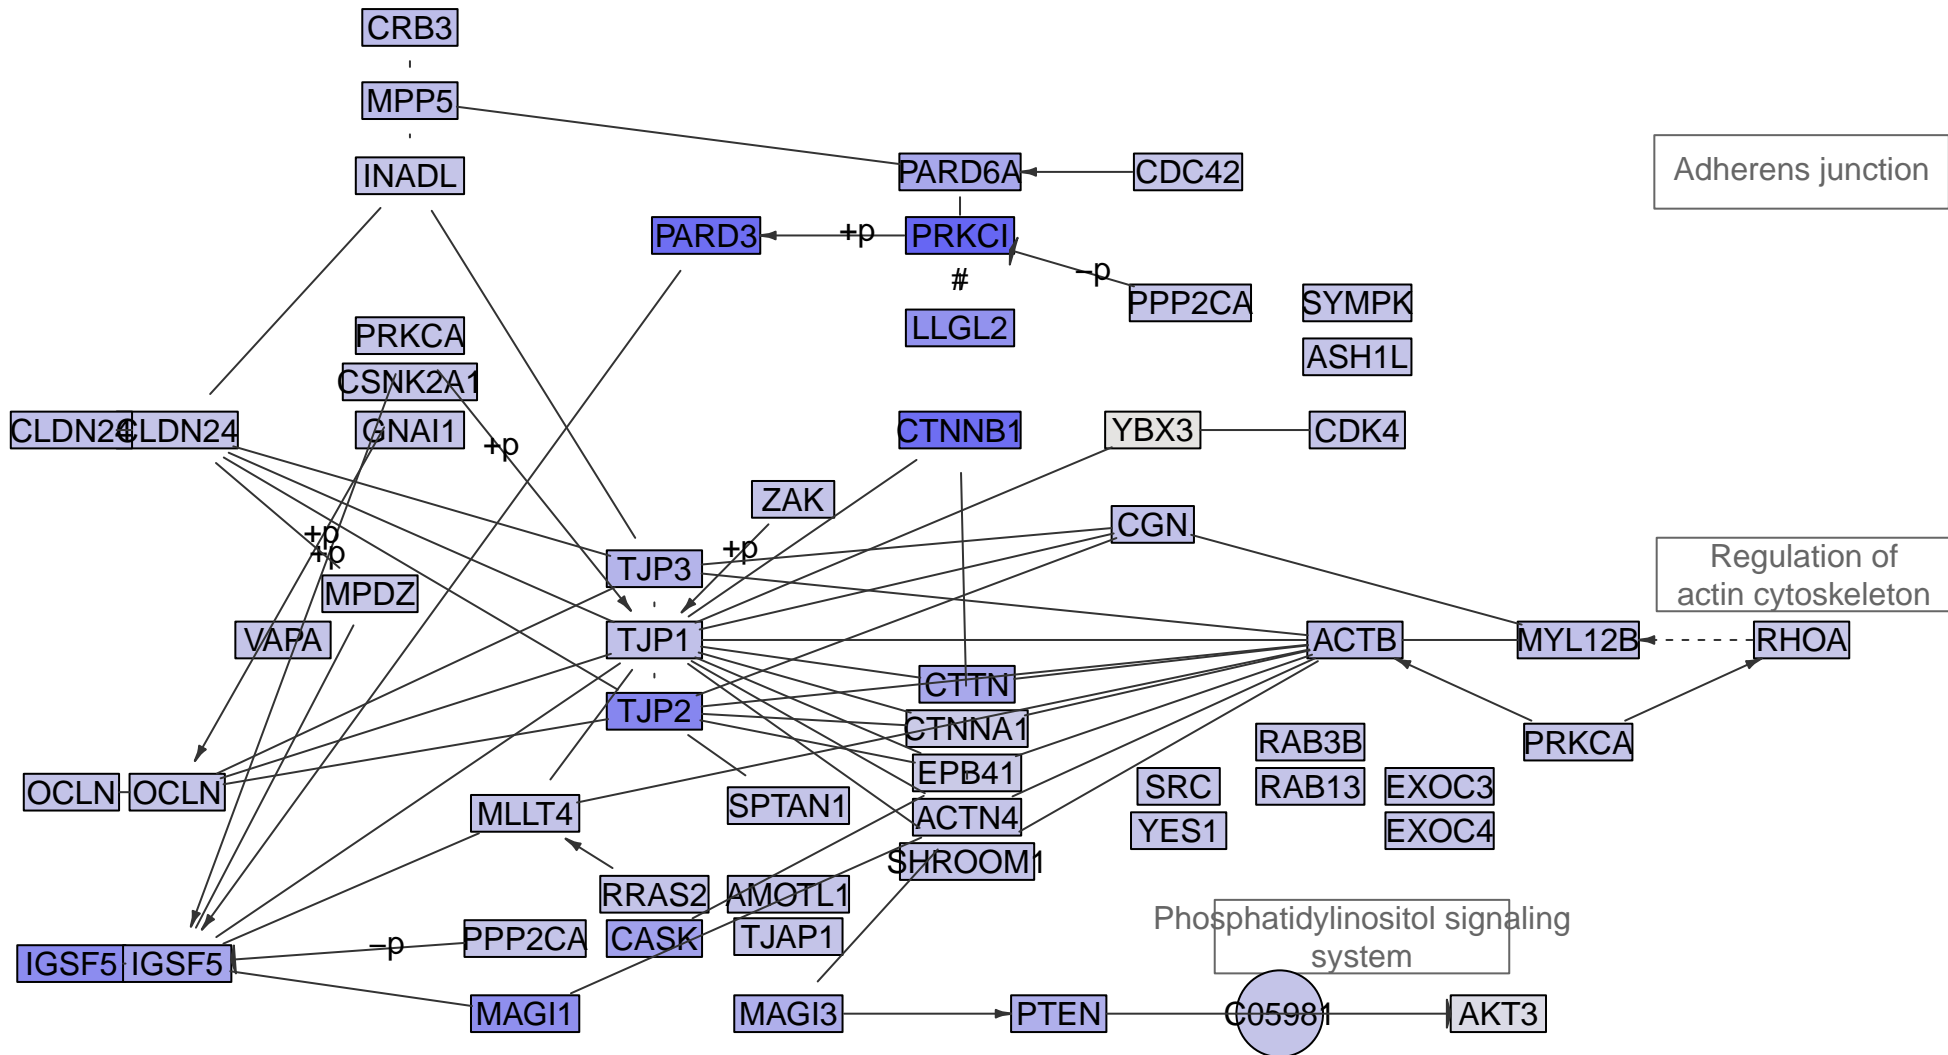 CRB3
MPP5
INADL
PARD6A
CDC42
Adherens junction
PARD3
+p
PRKCI
#
−p
PPP2CA
SYMPK
LLGL2
PRKCA
ASH1L
CSNK2A1
CLDN24
CLDN24
GNAI1
+p
CTNNB1
YBX3
CDK4
ZAK
CGN
+p
+p
+p
TJP3
MPDZ
Regulation of
actin cytoskeleton
VAPA
TJP1
ACTB
MYL12B
RHOA
CTTN
TJP2
CTNNA1
RAB3B
PRKCA
EPB41
OCLN
OCLN
MLLT4
SPTAN1
SRC
RAB13
EXOC3
ACTN4
YES1
EXOC4
SHROOM1
RRAS2
AMOTL1
PPP2CA
CASK
TJAP1
−p
Phosphatidylinositol signaling
system
IGSF5
IGSF5
MAGI1
MAGI3
PTEN
C05981
AKT3